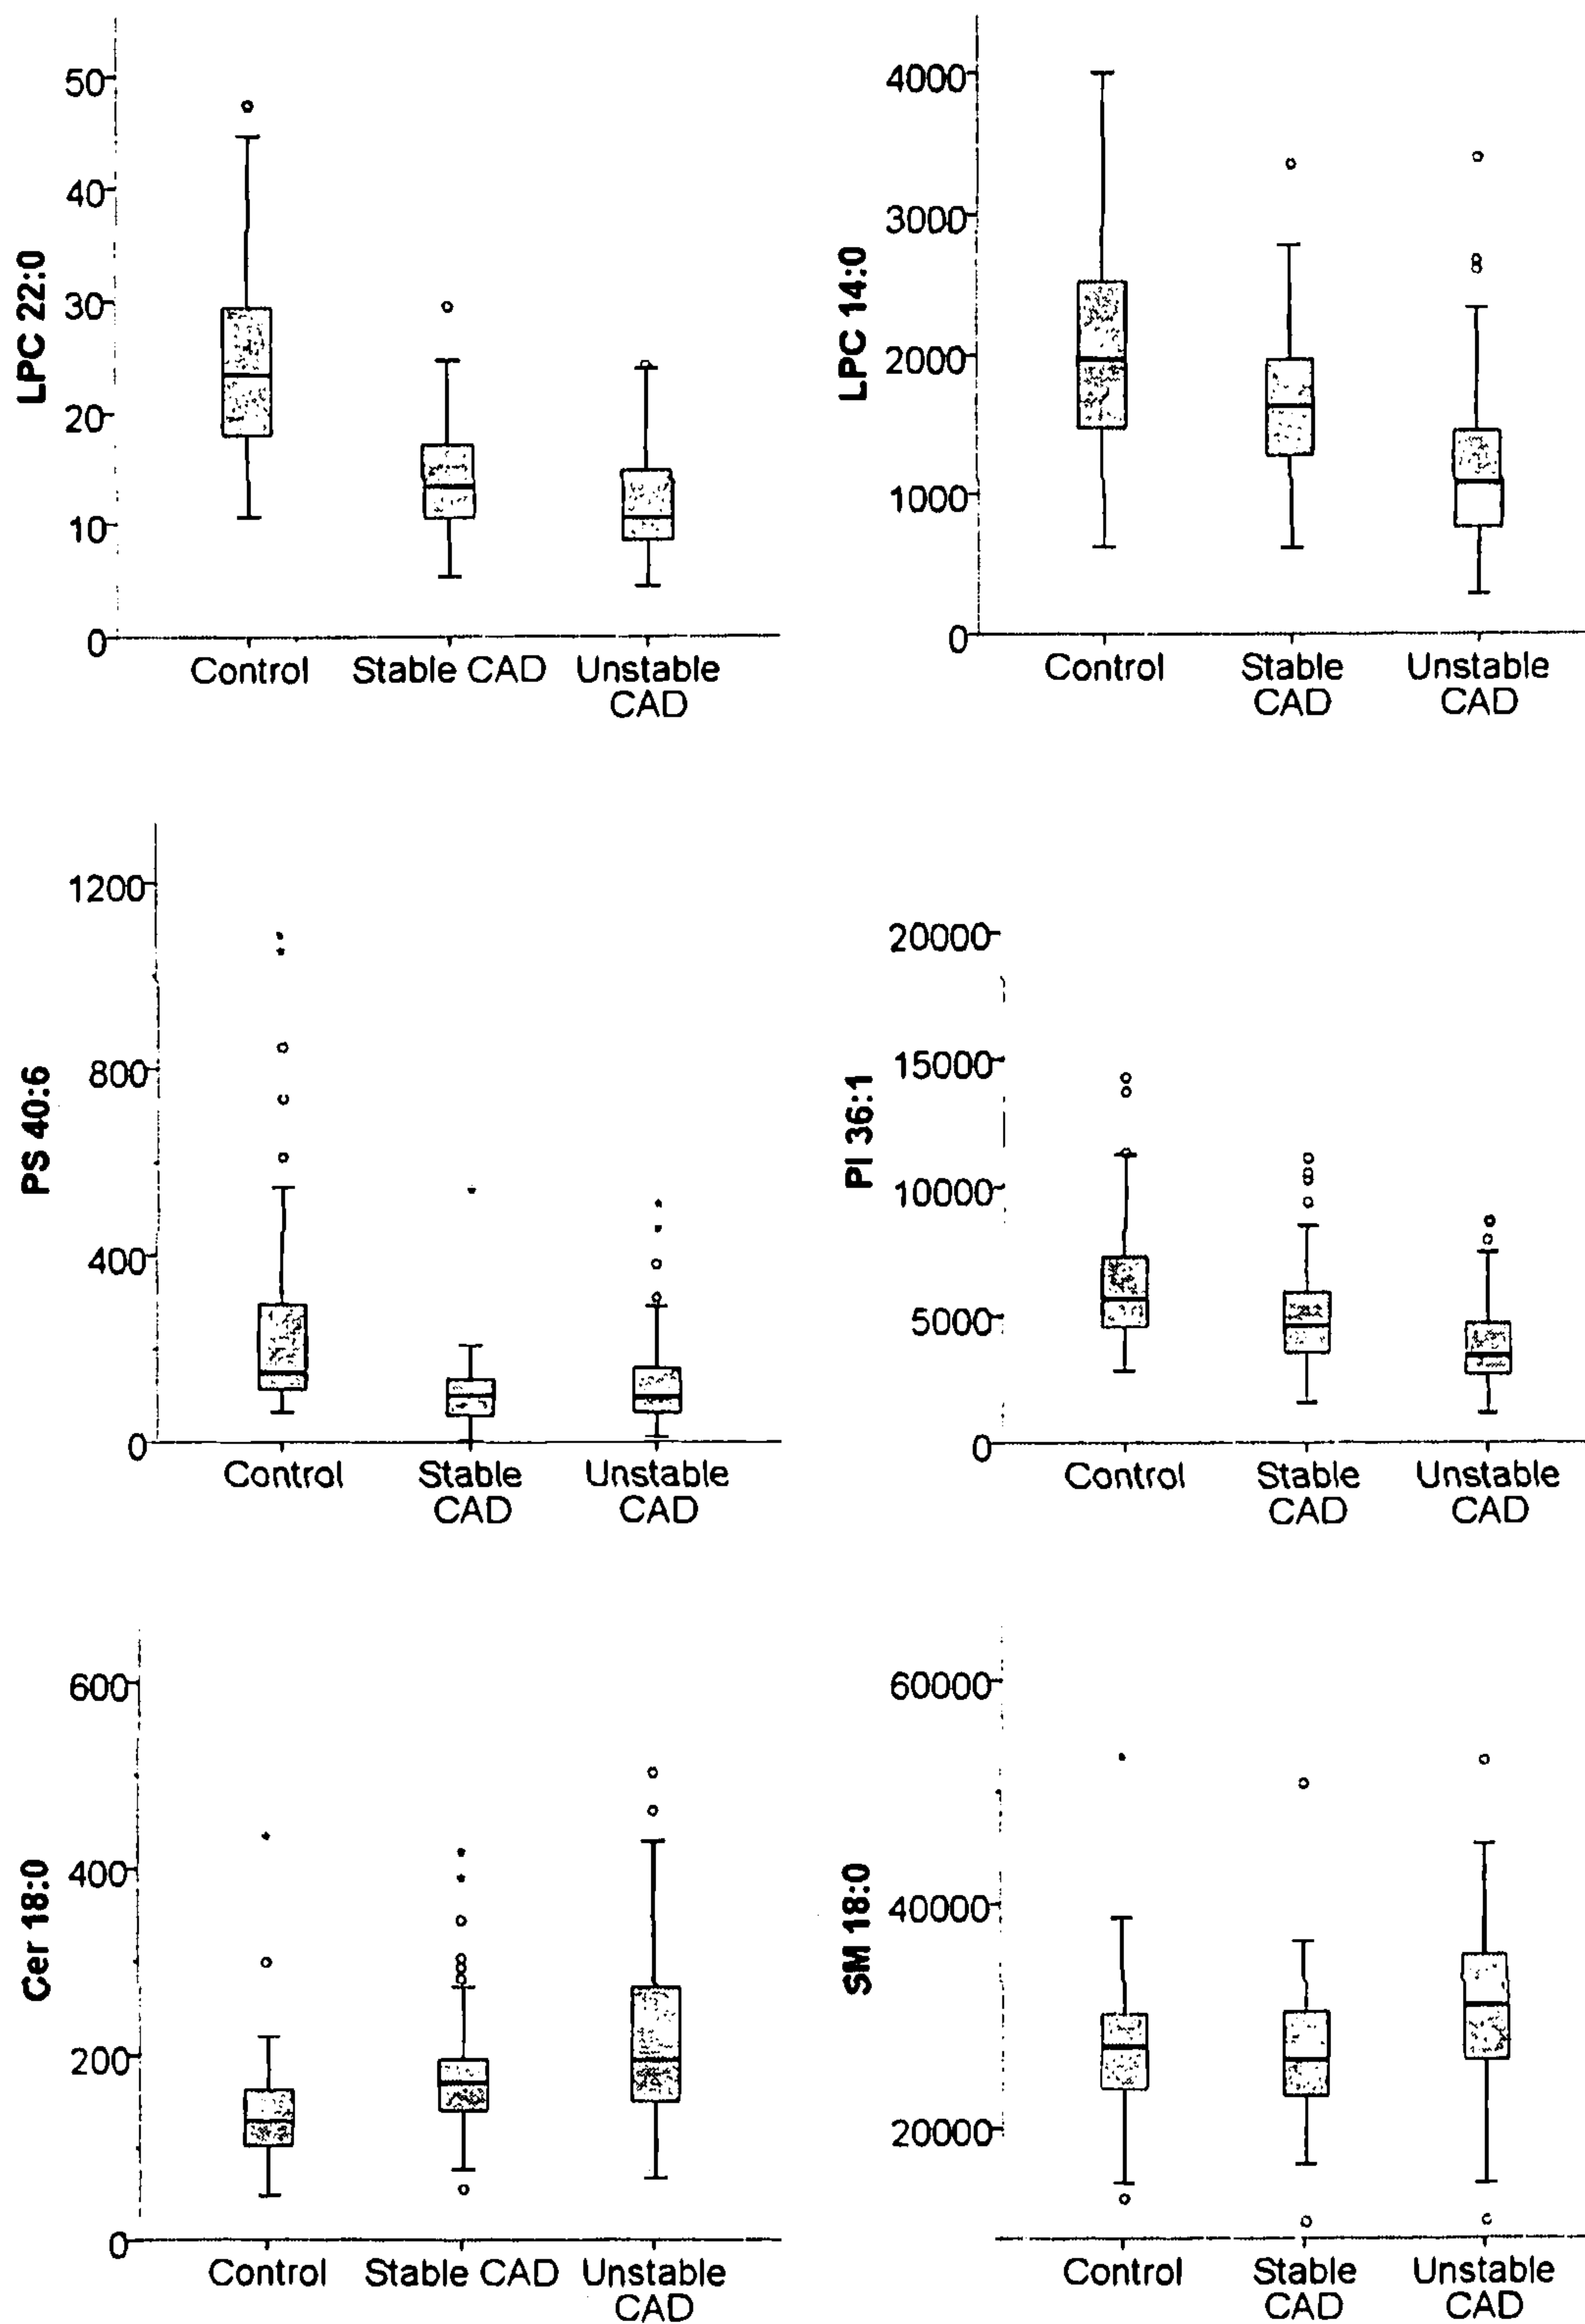 LPC 22:0
50
40
30
20
10
0
Control
Stable CAD
Unstable
CAD
LPC 14:0
4000
3000
2000
1000
0
Control
Stable
CAD
Unstable
CAD
PS 40:6
1200
800
400
0
Control
Stable
CAD
Unstable
CAD
PI 36:1
20000
15000
10000
5000
0
Control
Stable
CAD
Unstable
CAD
Cer 18:0
600
400
200
0
Control
Stable CAD
Unstable
CAD
SM 18:0
60000
40000
20000
Control
Stable
CAD
Unstable
CAD